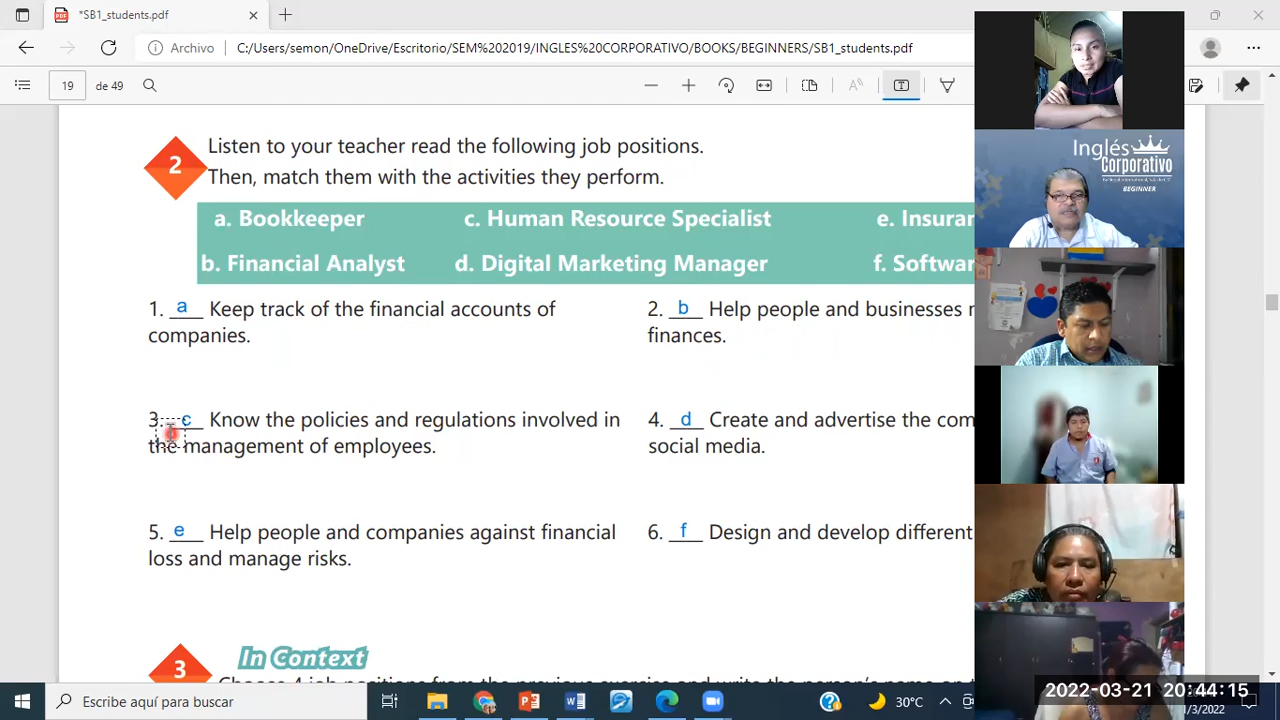 *SB1_students.pdf
Archivo
C:/Users/semon/OneDrive/Escritorio/SEM%202019/INGLES%20CORPORATIVO/BOOKS/BEGINNERS/SB1_students.pdf
19 de 49
2 Listen to your teacher read the following job positions.
Then, match them with the activities they perform.
a. Bookkeeper c. Human Resource Specialist e. Insuran
b. Financial Analyst d. Digital Marketing Manager f. Softwar
1. a Keep track of the financial accounts of
companies.
2. b Help people and businesses
finances.
3. c Know the policies and regulations involved in
the management of employees.
4. d Create and advertise the com
social media.
5. e Help people and companies against financial
loss and manage risks.
6. f Design and develop different
3 In Context
Inglés
Corporativo
BEGINNER
Escribe aquí para buscar
30°C
2022-03-21 20:44:15
1/3/2022